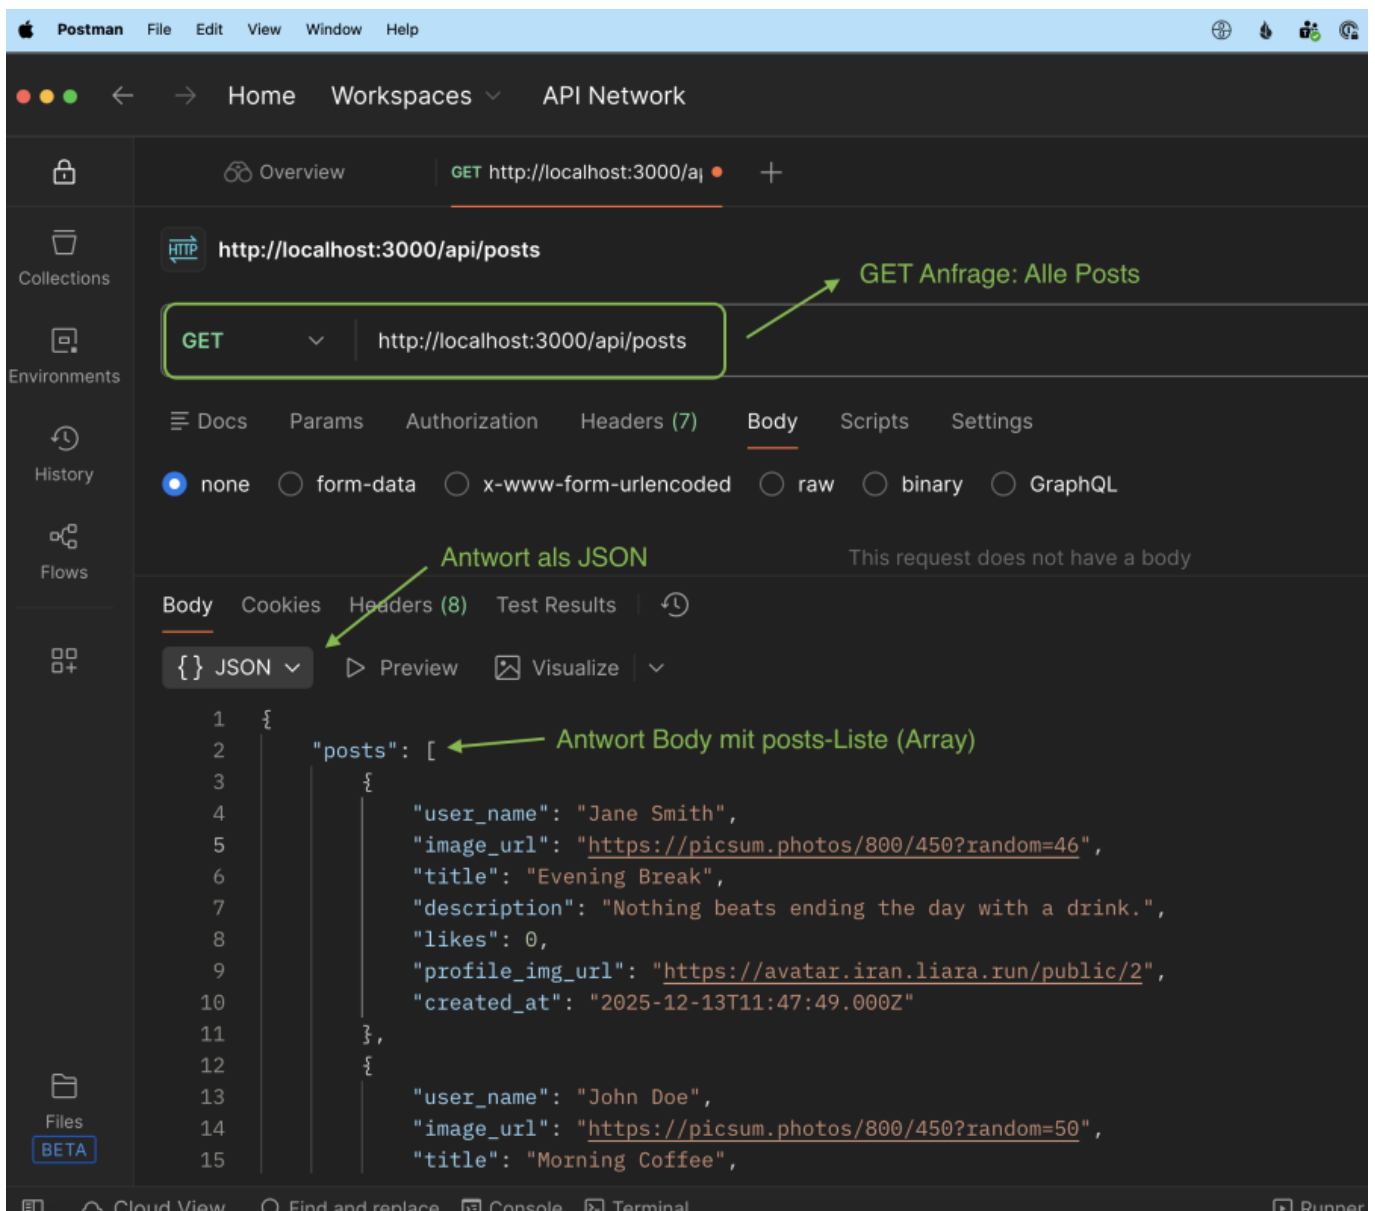 Postman File Edit View Window Help
Home Workspaces API Network
Overview GET http://localhost:3000/a
HTTP http://localhost:3000/api/posts
Collections
GET Anfrage: Alle Posts
GET http://localhost:3000/api/posts
Environments
Docs Params Authorization Headers (7) Body Scripts Settings
History
none form-data x-www-form-urlencoded raw binary GraphQL
Antwort als JSON
This request does not have a body
Flows
Body Cookies Headers (8) Test Results
{} JSON Preview Visualize
1 {
2 "posts": [
Antwort Body mit posts-Liste (Array)
3 {
4 "user_name": "Jane Smith",
5 "image_url": "https://picsum.photos/800/450?random=46",
6 "title": "Evening Break",
7 "description": "Nothing beats ending the day with a drink.",
8 "likes": 0,
9 "profile_img_url": "https://avatar.iran.liara.run/public/2",
10 "created_at": "2025-12-13T11:47:49.000Z"
11 },
12 {
13 "user_name": "John Doe",
14 "image_url": "https://picsum.photos/800/450?random=50",
15 "title": "Morning Coffee",
Files
BETA
Cloud View Find and replace Console Terminal Runner